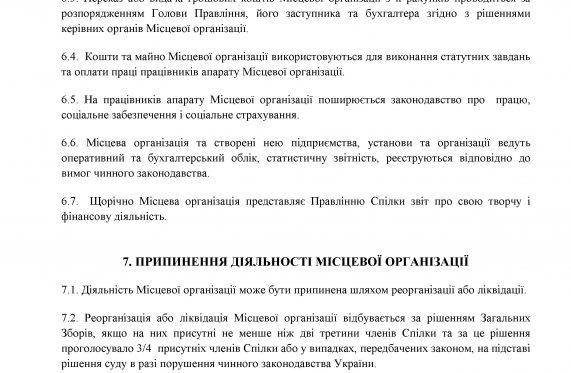 розпорядженням Голови Правління, його заступника та бухгалтера згідно з рішеннями
керівних органів Місцевої організації.
6.4. Кошти та майно Місцевої організації використовуються для виконання статутних завдань
та оплати праці працівників апарату Місцевої організації.
6.5. На працівників апарату Місцевої організації поширюється законодавство про працю,
соціальне забезпечення і соціальне страхування.
6.6. Місцева організація та створені нею підприємства, установи та організації ведуть
оперативний та бухгалтерський облік, статистичну звітність, реєструються відповідно до
вимог чинного законодавства.
6.7. Щорічно Місцева організація представляє Правлінню Спілки звіт про свою творчу і
фінансову діяльність.
7. ПРИПИНЕННЯ ДІЯЛЬНОСТІ МІСЦЕВОЇ ОРГАНІЗАЦІЇ
7.1. Діяльність Місцевої організації може бути припинена шляхом реорганізації або ліквідації.
7.2. Реорганізація або ліквідація Місцевої організації відбувається за рішенням Загальних
Зборів, якщо на них присутні не менше ніж дві третини членів Спілки та за це рішення
проголосувало 3/4 присутніх членів Спілки або у випадках, передбачених законом, на підставі
рішення суду в разі порушення чинного законодавства України.